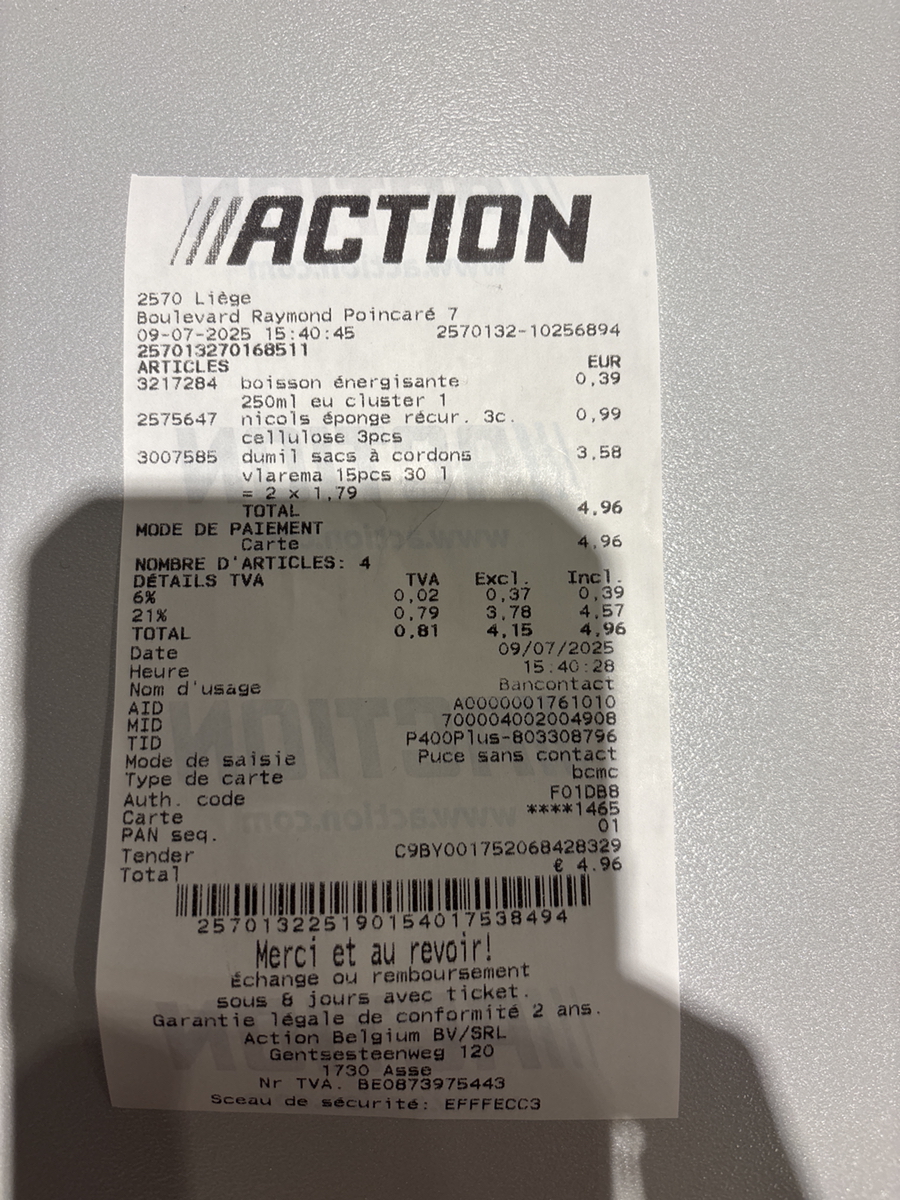 ACTION
2570 Liège
Boulevard Raymond Poincaré 7
09-07-2025 15:40:45 2570132-10256894
257013270168511
ARTICLES EUR
3217284 boisson énergisante 0,39
250ml eu cluster 1
2575647 nicols éponge récur. 3c. 0,99
cellulose 3pcs
3007585 dumil sacs à cordons 3,58
vlarema 15pcs 30 l
= 2 x 1,79
TOTAL 4,96
MODE DE PAIEMENT
Carte 4,96
NOMBRE D'ARTICLES: 4
DÉTAILS TVA TVA Excl. Incl.
6% 0,02 0,37 0,39
21% 0,79 3,78 4,57
TOTAL 0,81 4,15 4,96
Date 09/07/2025
Heure 15:40:28
Nom d'usage Bancontact
AID A0000001761010
MID 700004002004908
TID P400Plus-803308796
Mode de saisie Puce sans contact
Type de carte bcmc
Auth. code F01DB8
Carte ****1465
PAN seq. 01
Tender C9BY001752068428329
Total € 4.96
257013225190154017538494
Merci et au revoir!
Échange ou remboursement
sous 8 jours avec ticket.
Garantie légale de conformité 2 ans.
Action Belgium BV/SRL
Gentsesteenweg 120
1730 Asse
Nr TVA. BE0873975443
Sceau de sécurité: EFFFECC3